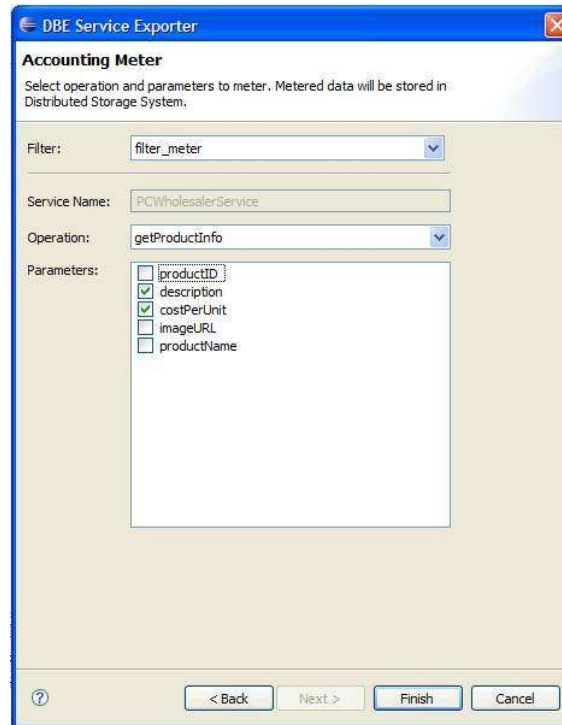 DBE Service Exporter
Accounting Meter
Select operation and parameters to meter. Metered data will be stored in
Distributed Storage System.
Filter: filter_meter
Service Name: PCWholesalerService
Operation: getProductInfo
Parameters: productID
description
costPerUnit
imageURL
productName
? < Back Next > Finish Cancel